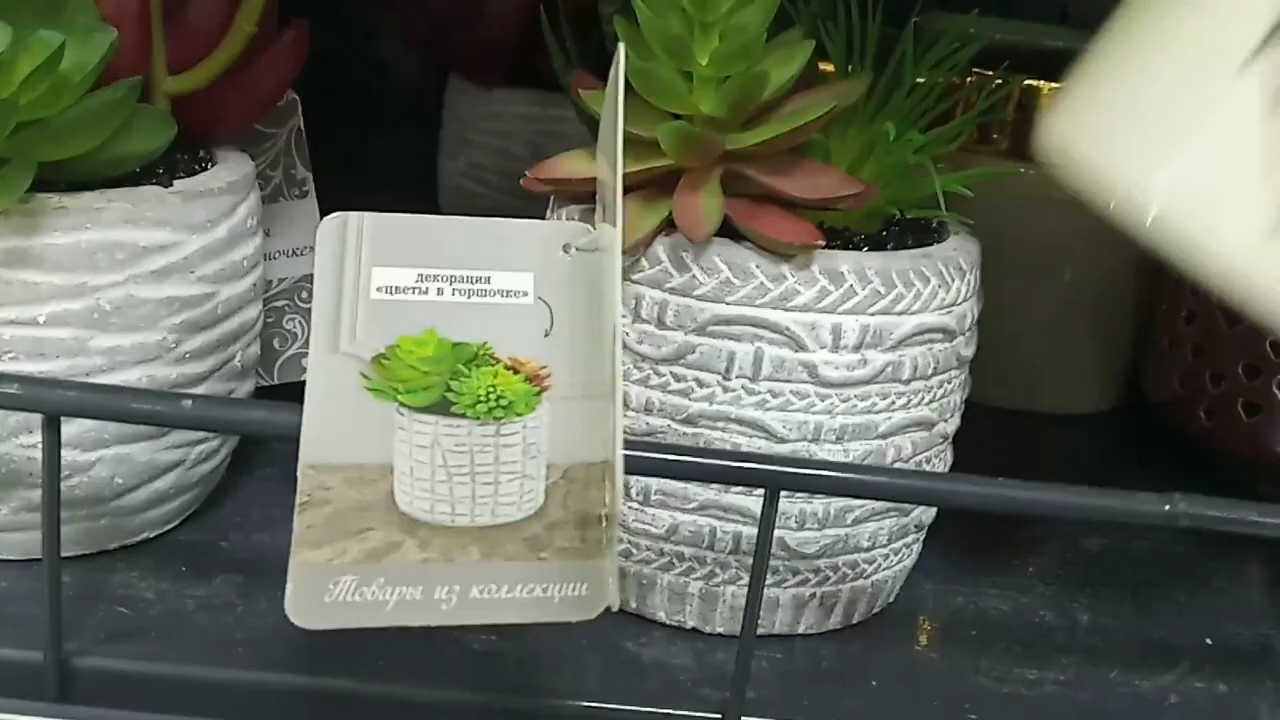 декорация
«цветы в горшочке»
Товары из коллекции